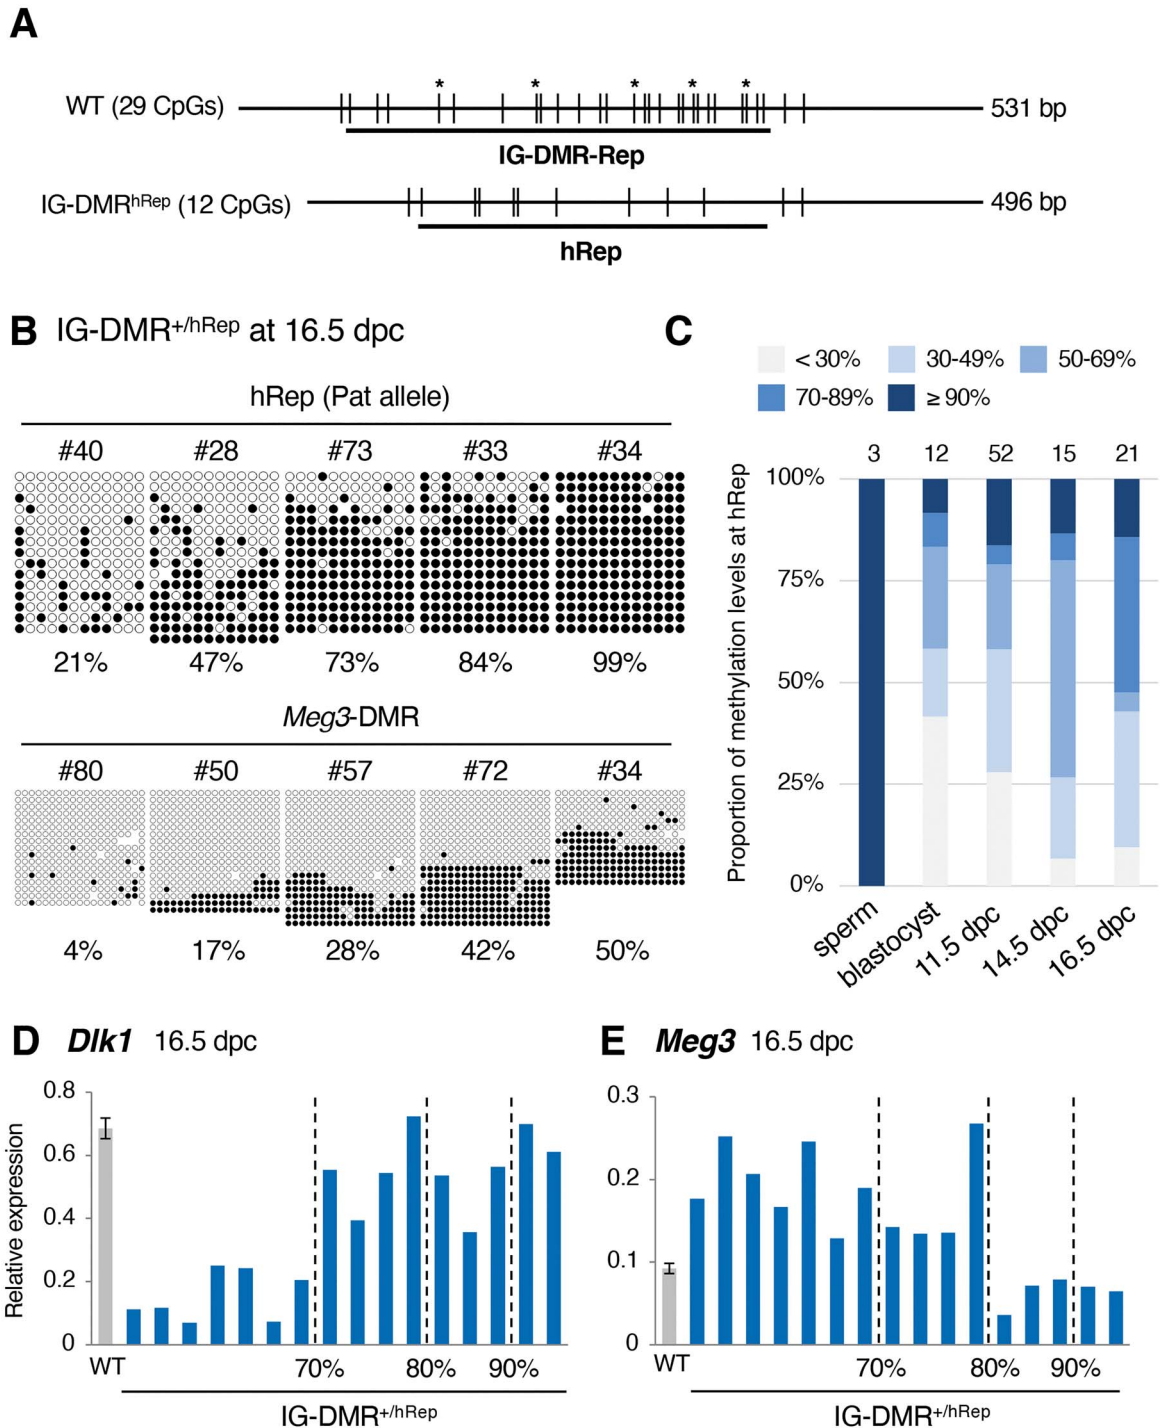 A
* * * * *
WT (29 CpGs) 531 bp
IG-DMR-Rep
IG-DMRhRep (12 CpGs) 496 bp
hRep
B IG-DMR+/hRep at 16.5 dpc
hRep (Pat allele)
#40 #28 #73 #33 #34
21% 47% 73% 84% 99%
Meg3-DMR
#80 #50 #57 #72 #34
4% 17% 28% 42% 50%
C
< 30% 30-49% 50-69%
70-89% ≥ 90%
3 12 52 15 21
Proportion of methylation levels at hRep
100%
75%
50%
25%
0%
sperm
blastocyst
11.5 dpc
14.5 dpc
16.5 dpc
D Dlk1 16.5 dpc
Relative expression
0.8
0.6
0.4
0.2
0
WT 70% 80% 90%
IG-DMR+/hRep
E Meg3 16.5 dpc
0.3
0.2
0.1
0
WT 70% 80% 90%
IG-DMR+/hRep